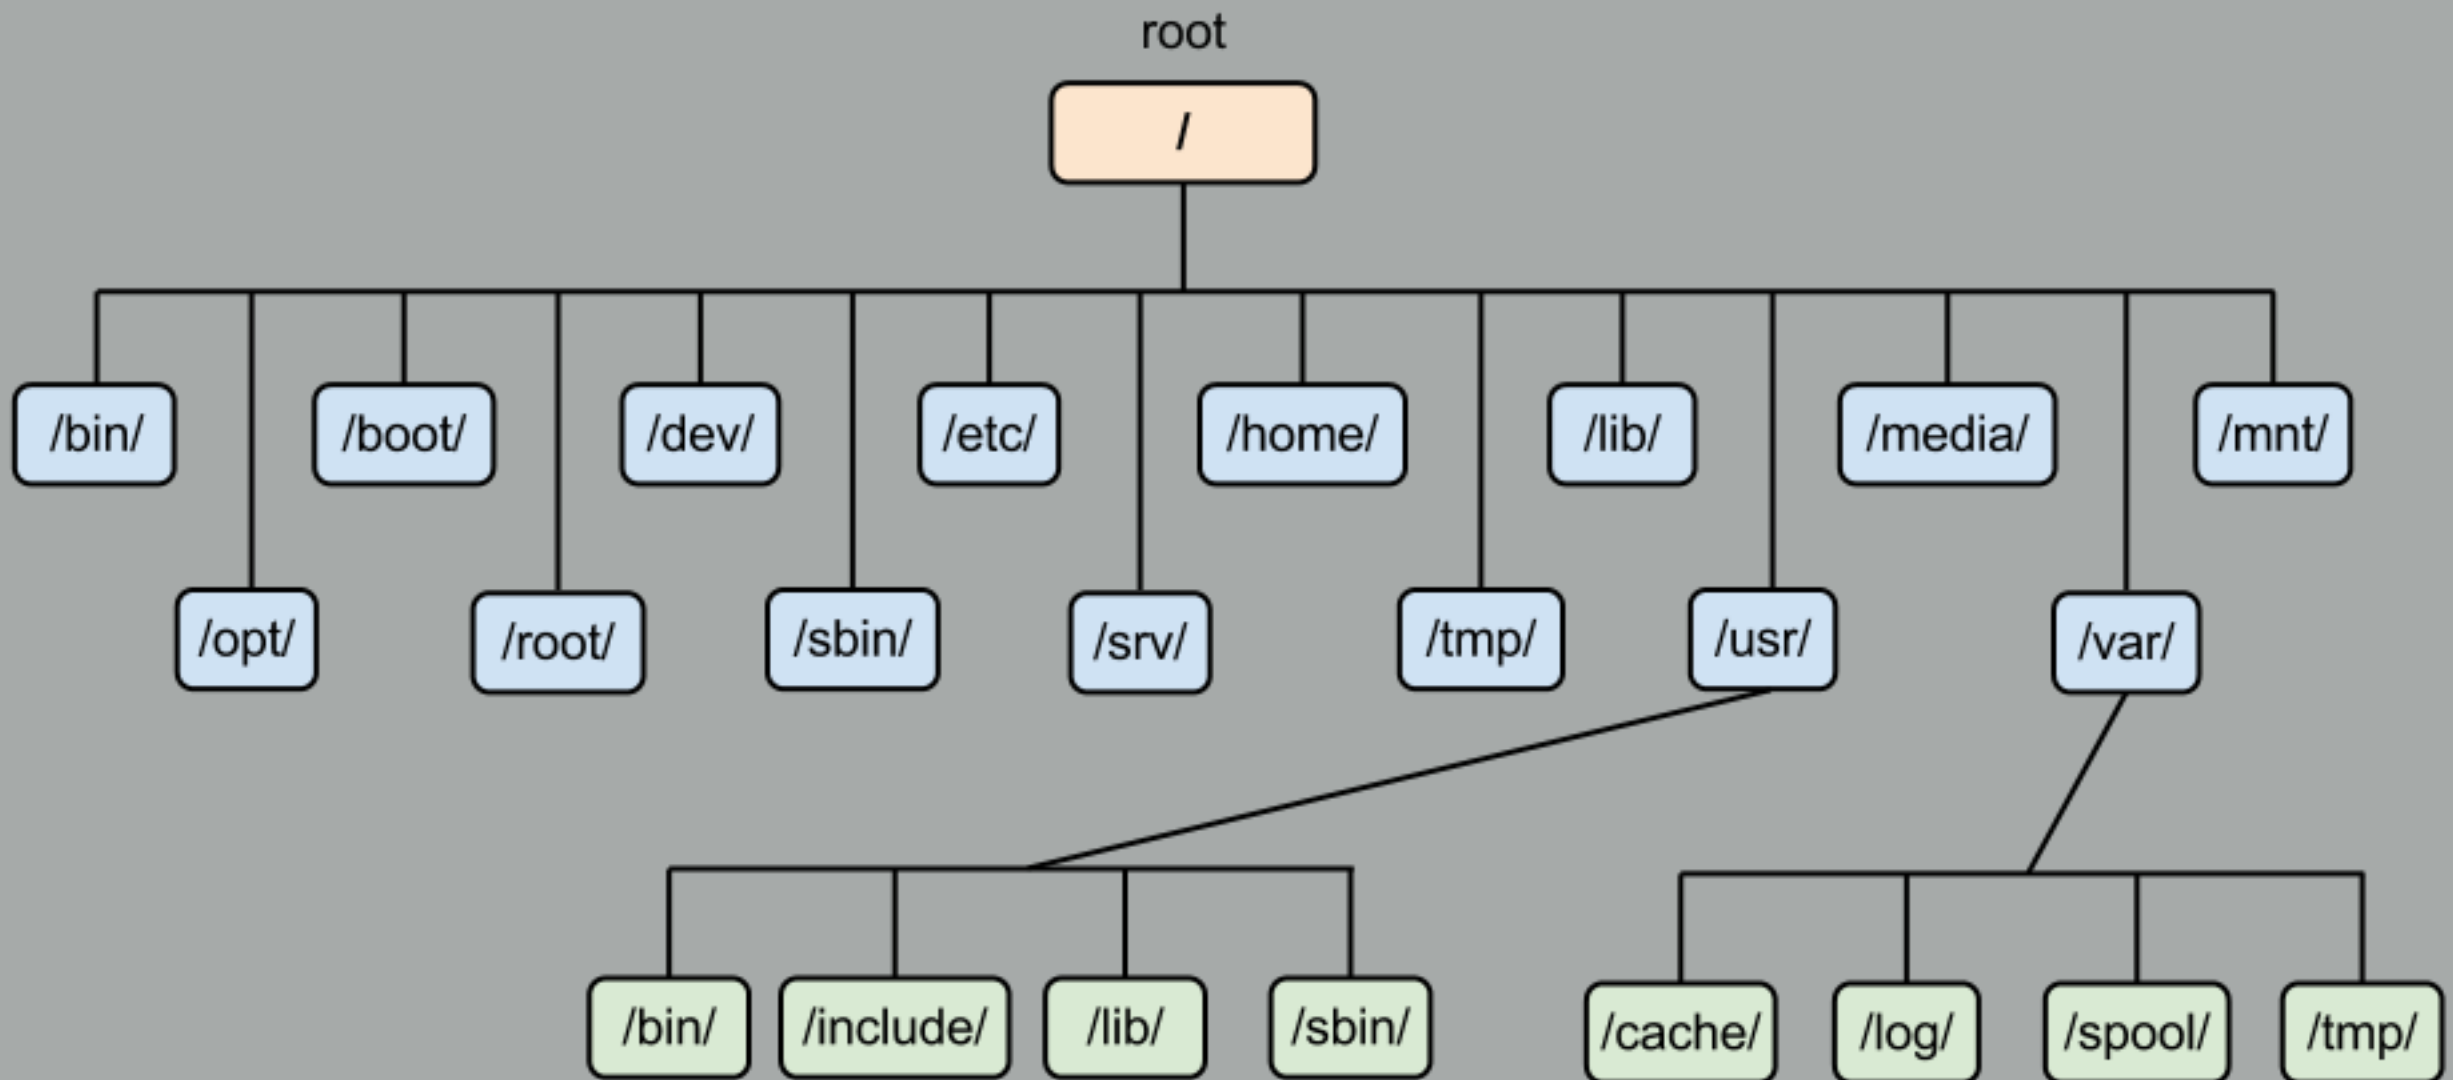 root
/
/bin/
/boot/
/dev/
/etc/
/home/
/lib/
/media/
/mnt/
/opt/
/root/
/sbin/
/srv/
/tmp/
/usr/
/var/
/bin/
/include/
/lib/
/sbin/
/cache/
/log/
/spool/
/tmp/